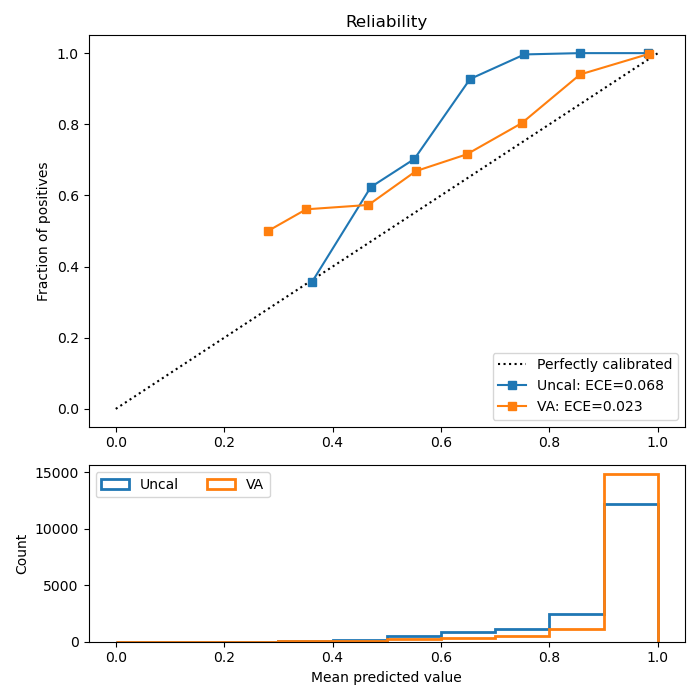 Reliability
1.0
0.8
0.6
0.4
0.2
0.0
Fraction of positives
Perfectly calibrated
Uncal: ECE=0.068
VA: ECE=0.023
0.0 0.2 0.4 0.6 0.8 1.0
15000
10000
5000
0
Count
Uncal VA
0.0 0.2 0.4 0.6 0.8 1.0
Mean predicted value